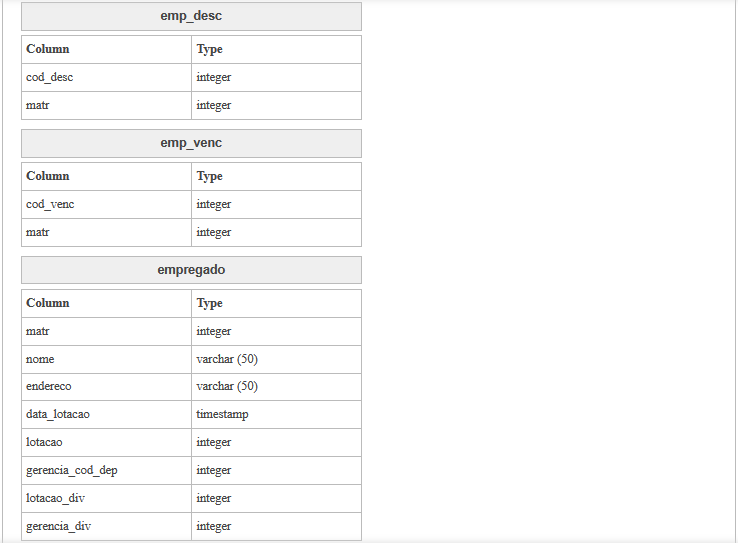 emp_desc
Column Type
cod_desc integer
matr integer
emp_venc
Column Type
cod_venc integer
matr integer
empregado
Column Type
matr integer
nome varchar (50)
endereco varchar (50)
data_lotacao timestamp
lotacao integer
gerencia_cod_dep integer
lotacao_div integer
gerencia_div integer